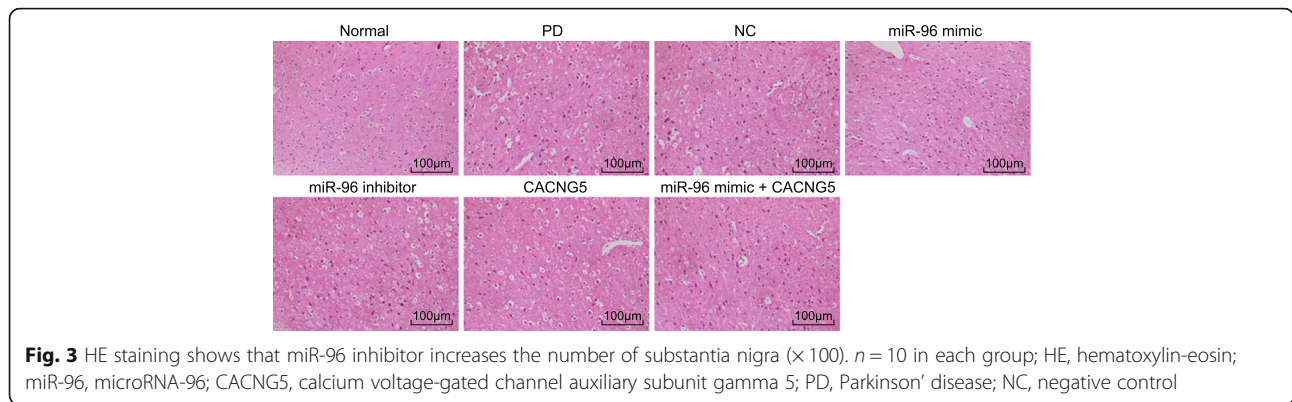 Normal PD NC miR-96 mimic
100μm 100μm 100μm 100μm
miR-96 inhibitor CACNG5 miR-96 mimic + CACNG5
100μm 100μm 100μm
Fig. 3 HE staining shows that miR-96 inhibitor increases the number of substantia nigra (× 100). n = 10 in each group; HE, hematoxylin-eosin;
miR-96, microRNA-96; CACNG5, calcium voltage-gated channel auxiliary subunit gamma 5; PD, Parkinson’ disease; NC, negative control